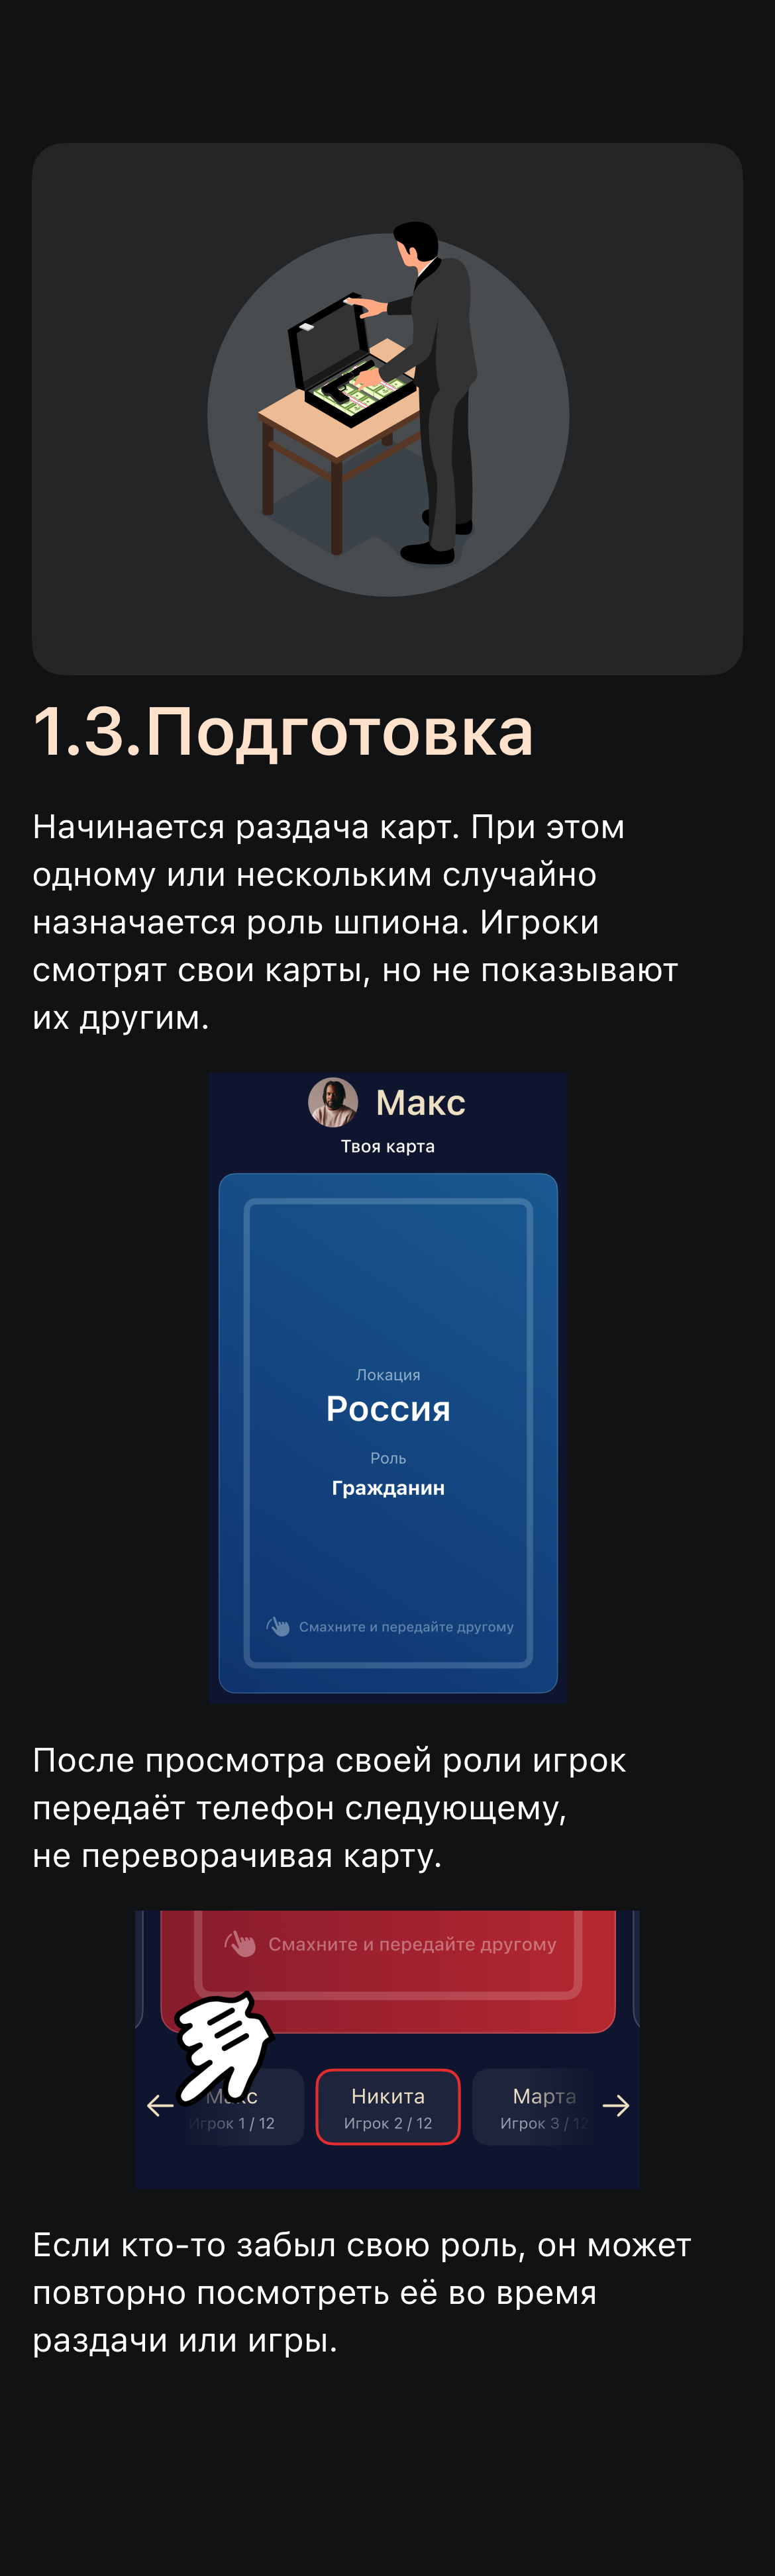 1.3.Подготовка
Начинается раздача карт. При этом
одному или нескольким случайно
назначается роль шпиона. Игроки
смотрят свои карты, но не показывают
их другим.
Макс
Твоя карта
Локация
Россия
Роль
Гражданин
Смахните и передайте другому
После просмотра своей роли игрок
передаёт телефон следующему,
не переворачивая карту.
Смахните и передайте другому
Никита Марта
Игрок 1 / 12 Игрок 2 / 12 Игрок 3 / 12
Если кто-то забыл свою роль, он может
повторно посмотреть её во время
раздачи или игры.